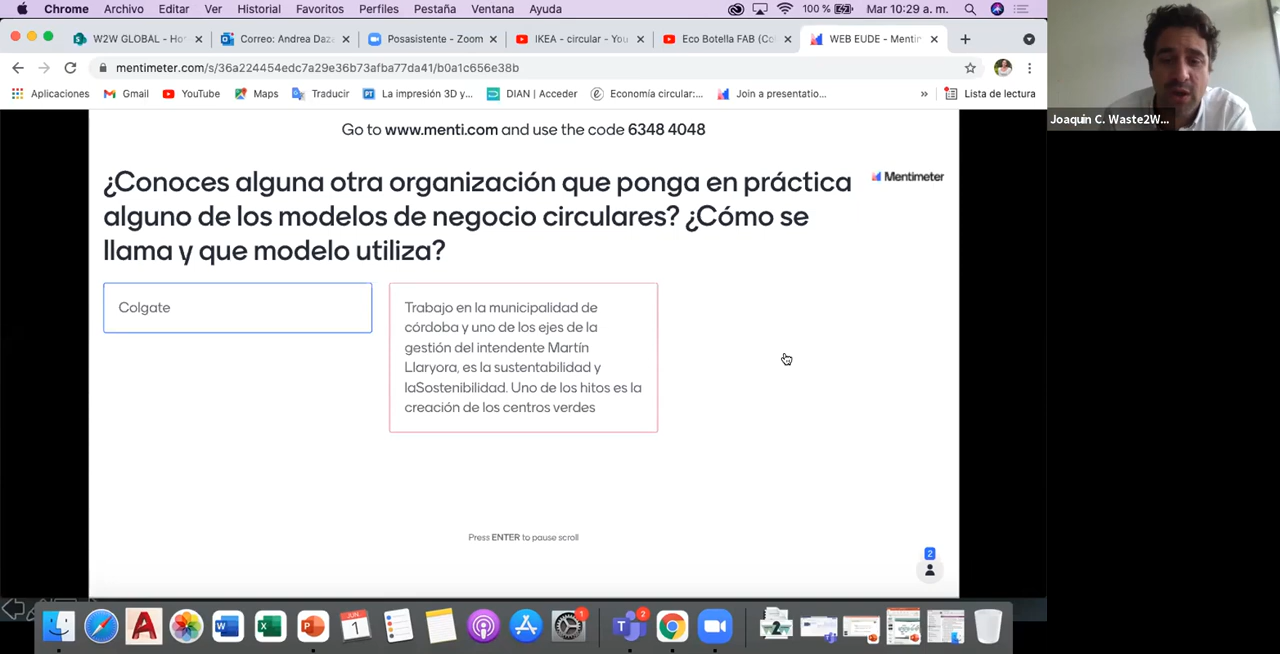 Chrome Archivo Editar Ver Historial Favoritos Perfiles Pestaña Ventana Ayuda 100 % Mar 10:29 a. m.
W2W GLOBAL - Ho Correo: Andrea Daza Posasistente - Zoom IKEA - circular - You Eco Botella FAB (Co WEB EUDE - Mentim
mentimeter.com/s/36a224454edc7a29e36b73afba77da41/b0a1c656e38b
Aplicaciones Gmail YouTube Maps Traducir La impresión 3D y... DIAN | Acceder Economía circular:... Join a presentatio... » Lista de lectura
Joaquin C. Waste2W...
Go to www.menti.com and use the code 6348 4048
Mentimeter
¿Conoces alguna otra organización que ponga en práctica
alguno de los modelos de negocio circulares? ¿Cómo se
llama y que modelo utiliza?
Colgate
Trabajo en la municipalidad de
córdoba y uno de los ejes de la
gestión del intendente Martín
Llaryora, es la sustentabilidad y
laSostenibilidad. Uno de los hitos es la
creación de los centros verdes
Press ENTER to pause scroll
2
JUN
1
1
2
2